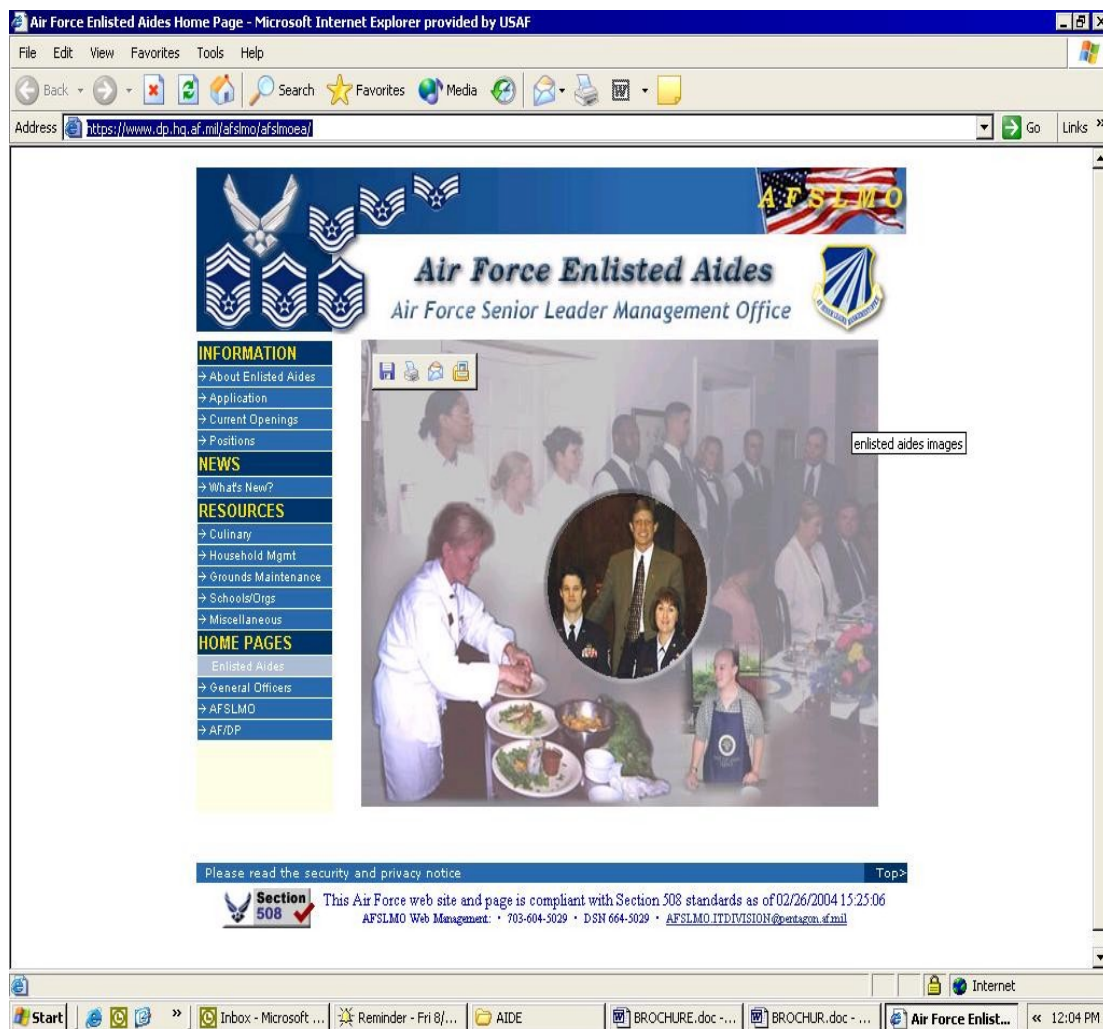 Air Force Enlisted Aides Home Page - Microsoft Internet Explorer provided by USAF
File Edit View Favorites Tools Help
Back Search Favorites Media
Address https://www.dp.hq.af.mil/afslmo/afslmoea/ Go Links »
AFSLMO
Air Force Enlisted Aides
Air Force Senior Leader Management Office
INFORMATION
→ About Enlisted Aides
→ Application
→ Current Openings
→ Positions
NEWS
→ What's New?
RESOURCES
→ Culinary
→ Household Mgmt
→ Grounds Maintenance
→ Schools/Orgs
→ Miscellaneous
HOME PAGES
Enlisted Aides
→ General Officers
→ AFSLMO
→ AF/DP
enlisted aides images
Please read the security and privacy notice Top>
Section
508
This Air Force web site and page is compliant with Section 508 standards as of 02/26/2004 15:25:06
AFSLMO Web Management: • 703-604-5029 • DSN 664-5029 • AFSLMO.ITDIVISION@pentagon.af.mil
Internet
Start » Inbox - Microsoft ... Reminder - Fri 8/... AIDE BROCHURE.doc -... BROCHUR.doc - ... Air Force Enlist... « 12:04 PM